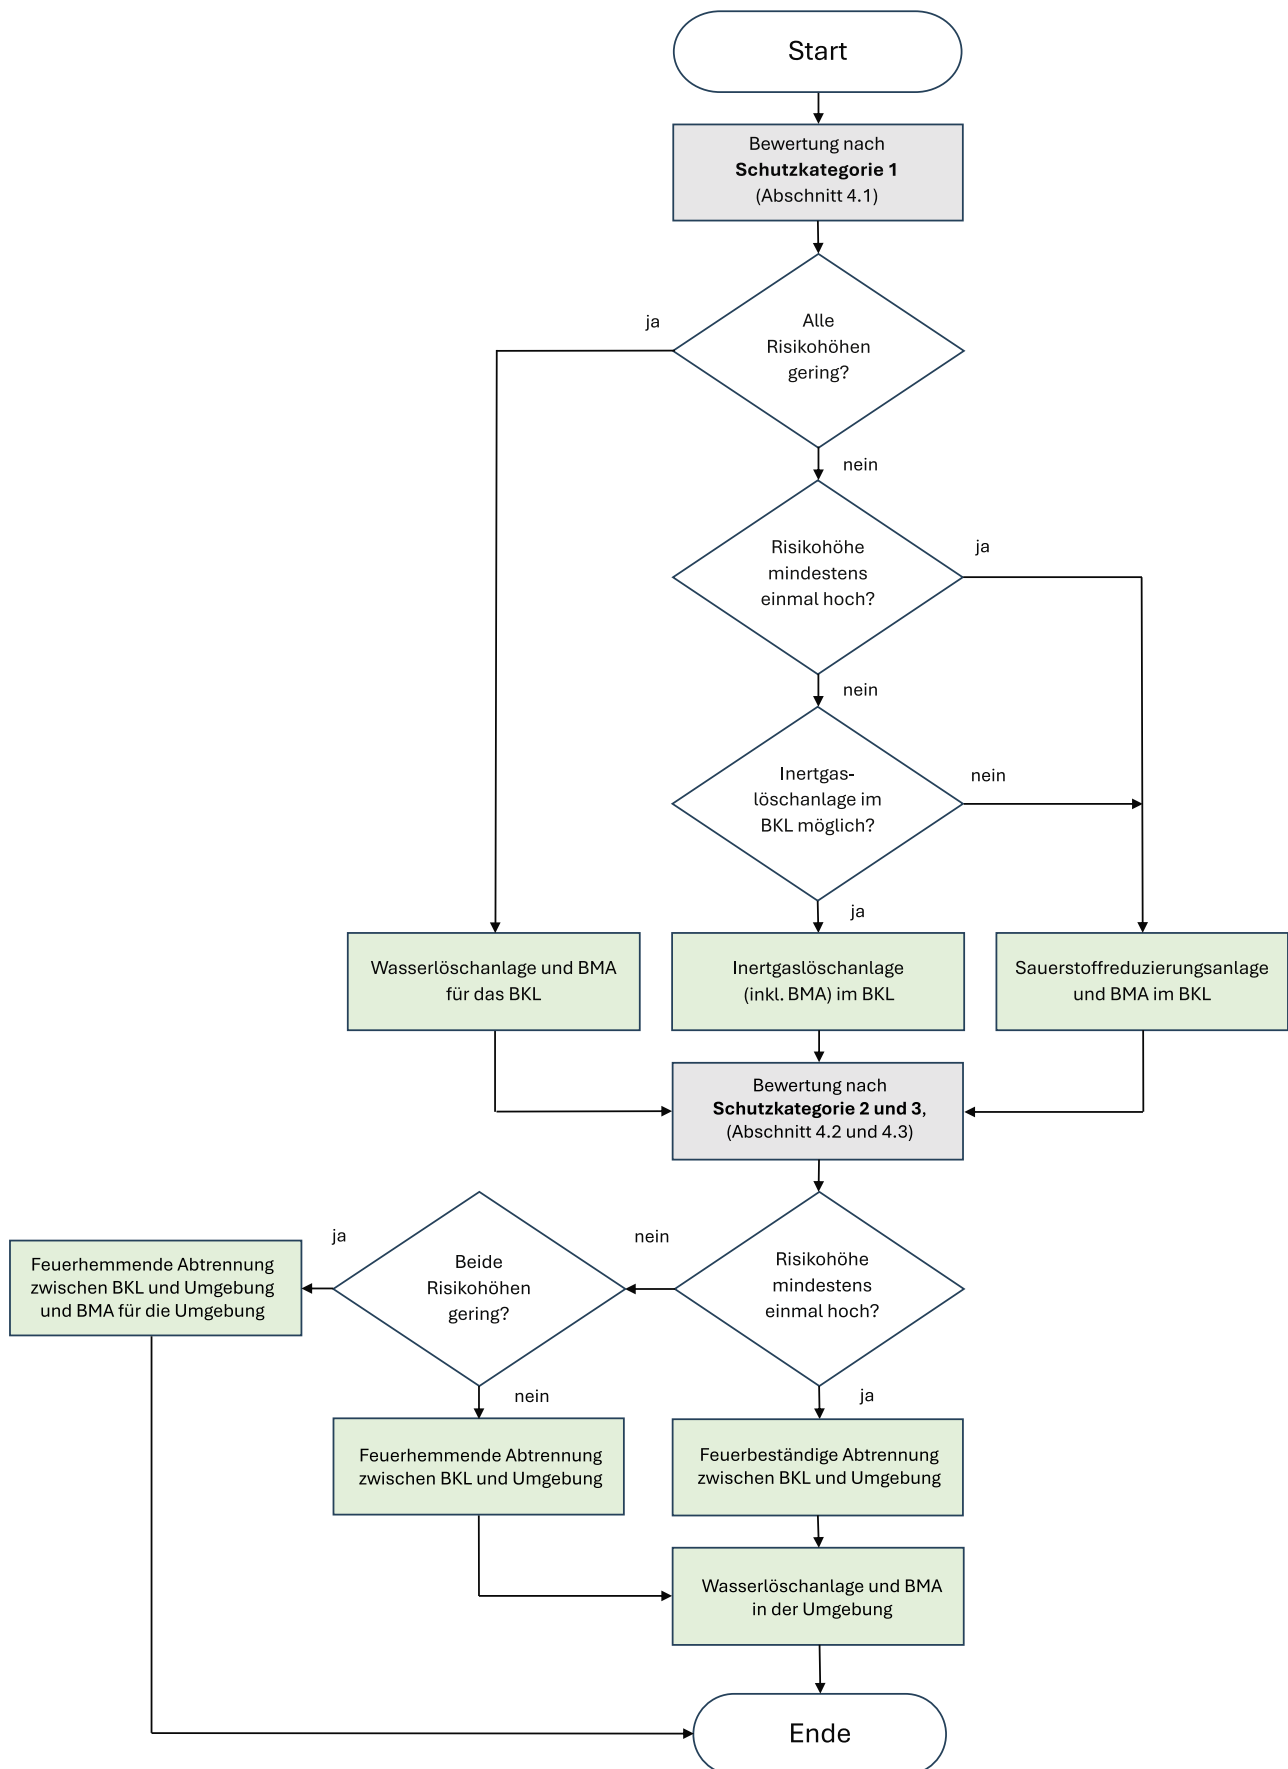 Start
Bewertung nach
Schutzkategorie 1
(Abschnitt 4.1)
ja
Alle
Risikohöhen
gering?
nein
Risikohöhe
mindestens
einmal hoch?
ja
nein
Inertgas-
löschanlage im
BKL möglich?
nein
ja
Wasserlöschanlage und BMA
für das BKL
Inertgaslöschanlage
(inkl. BMA) im BKL
Sauerstoffreduzierungsanlage
und BMA im BKL
Bewertung nach
Schutzkategorie 2 und 3,
(Abschnitt 4.2 und 4.3)
Risikohöhe
mindestens
einmal hoch?
nein
Beide
Risikohöhen
gering?
ja
Feuerhemmende Abtrennung
zwischen BKL und Umgebung
und BMA für die Umgebung
nein
ja
Feuerhemmende Abtrennung
zwischen BKL und Umgebung
Feuerbeständige Abtrennung
zwischen BKL und Umgebung
Wasserlöschanlage und BMA
in der Umgebung
Ende